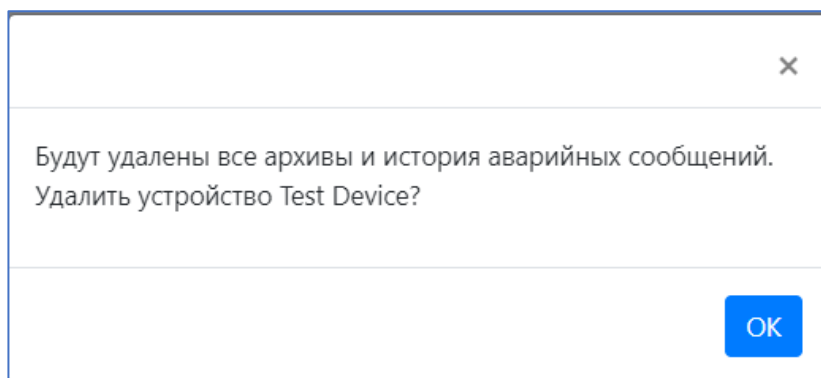 ×
Будут удалены все архивы и история аварийных сообщений.
Удалить устройство Test Device?
OK